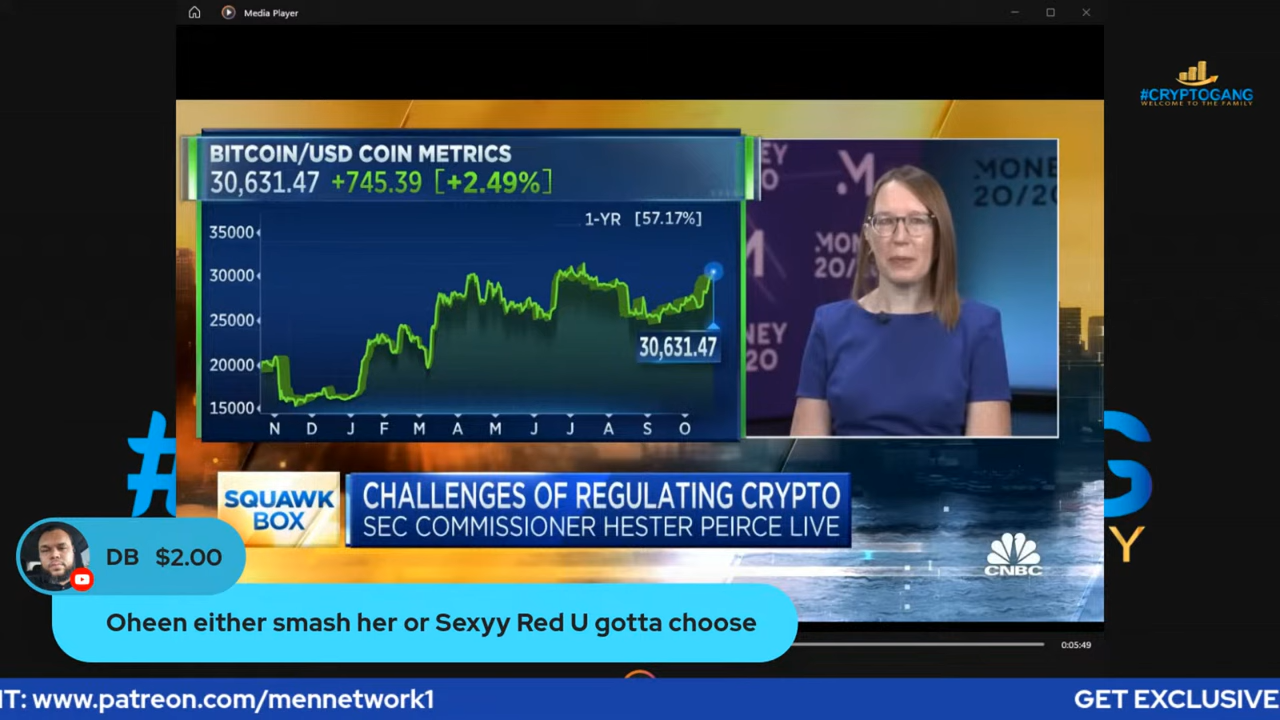 Media Player
#CRYPTOGANG
WELCOME TO THE FAMILY
BITCOIN/USD COIN METRICS
30,631.47 +745.39 [+2.49%]
1-YR [57.17%]
35000
30000
25000
20000
15000
30,631.47
N D J F M A M J J A S O
MONEY
20/20
SQUAWK
BOX
CHALLENGES OF REGULATING CRYPTO
SEC COMMISSIONER HESTER PEIRCE LIVE
CNBC
#
G
Y
DB $2.00
Oheen either smash her or Sexyy Red U gotta choose
0:05:49
IT: www.patreon.com/mennetwork1
GET EXCLUSIVE